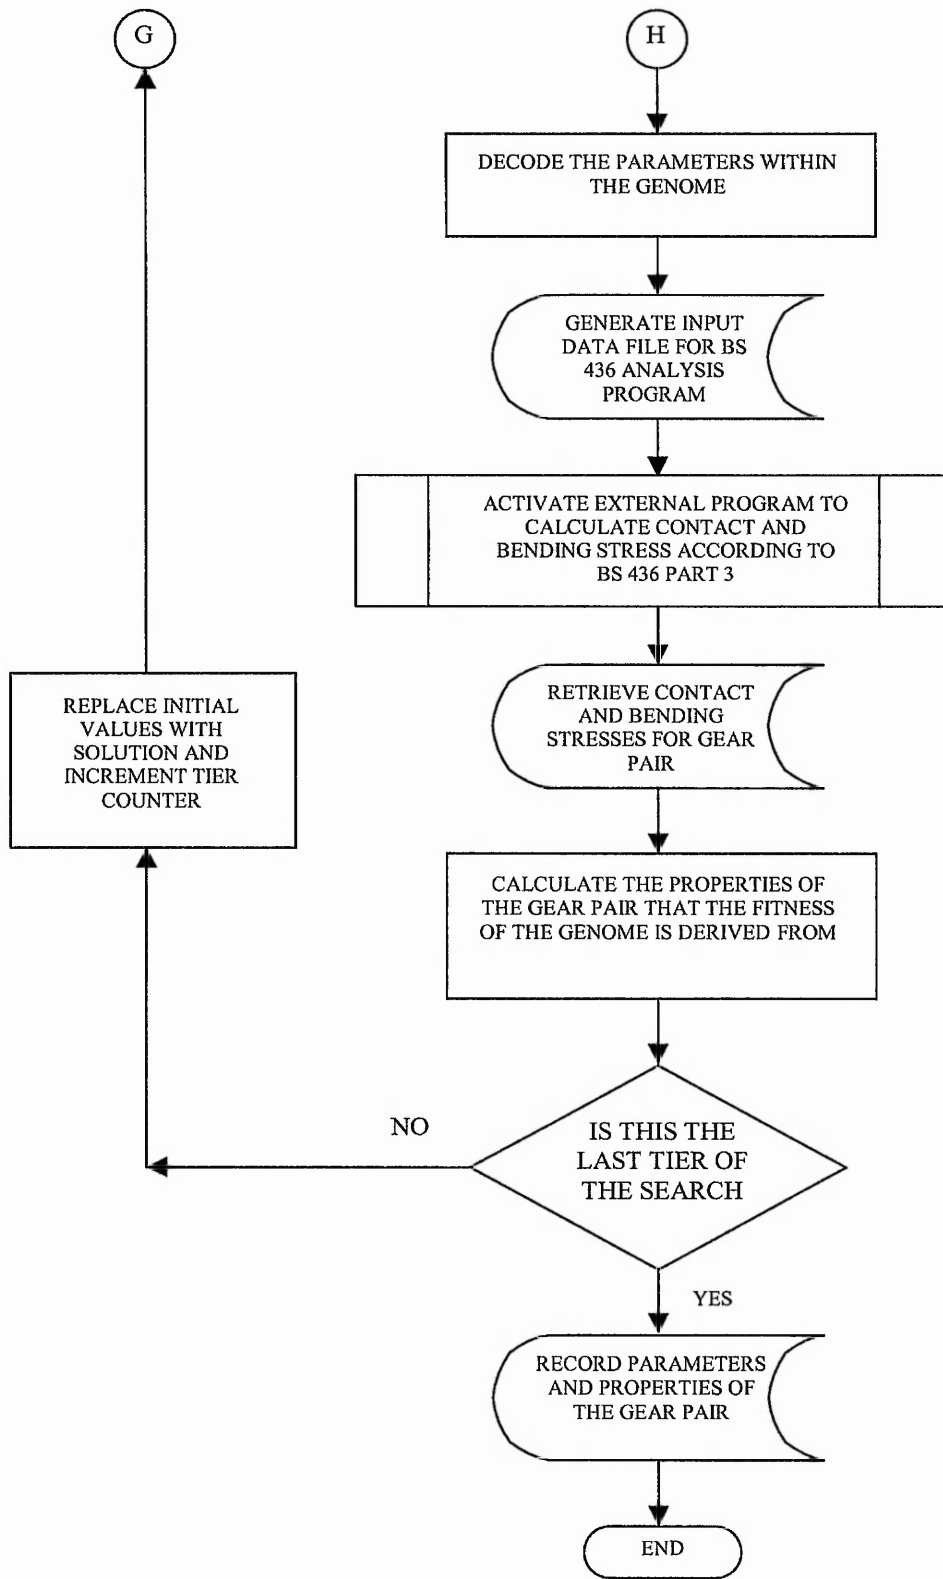 G
H
DECODE THE PARAMETERS WITHIN
THE GENOME
GENERATE INPUT
DATA FILE FOR BS
436 ANALYSIS
PROGRAM
ACTIVATE EXTERNAL PROGRAM TO
CALCULATE CONTACT AND
BENDING STRESS ACCORDING TO
BS 436 PART 3
RETRIEVE CONTACT
AND BENDING
STRESSES FOR GEAR
PAIR
REPLACE INITIAL
VALUES WITH
SOLUTION AND
INCREMENT TIER
COUNTER
CALCULATE THE PROPERTIES OF
THE GEAR PAIR THAT THE FITNESS
OF THE GENOME IS DERIVED FROM
NO
IS THIS THE
LAST TIER OF
THE SEARCH
YES
RECORD PARAMETERS
AND PROPERTIES OF
THE GEAR PAIR
END